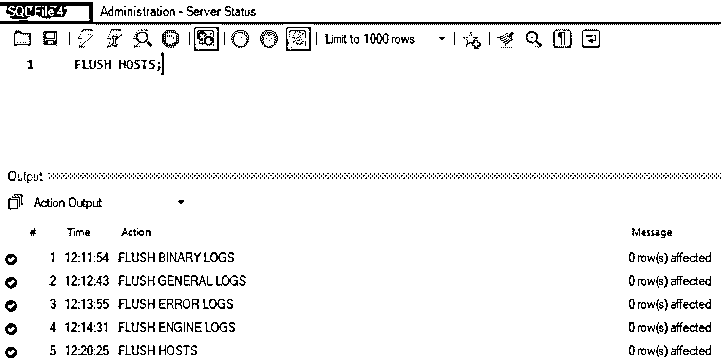 SQL File 4* Administration - Server Status
Limit to 1000 rows
1 FLUSH HOSTS;
Output
Action Output
# Time Action Message
1 12:11:54 FLUSH BINARY LOGS 0 row(s) affected
2 12:12:43 FLUSH GENERAL LOGS 0 row(s) affected
3 12:13:55 FLUSH ERROR LOGS 0 row(s) affected
4 12:14:31 FLUSH ENGINE LOGS 0 row(s) affected
5 12:20:25 FLUSH HOSTS 0 row(s) affected